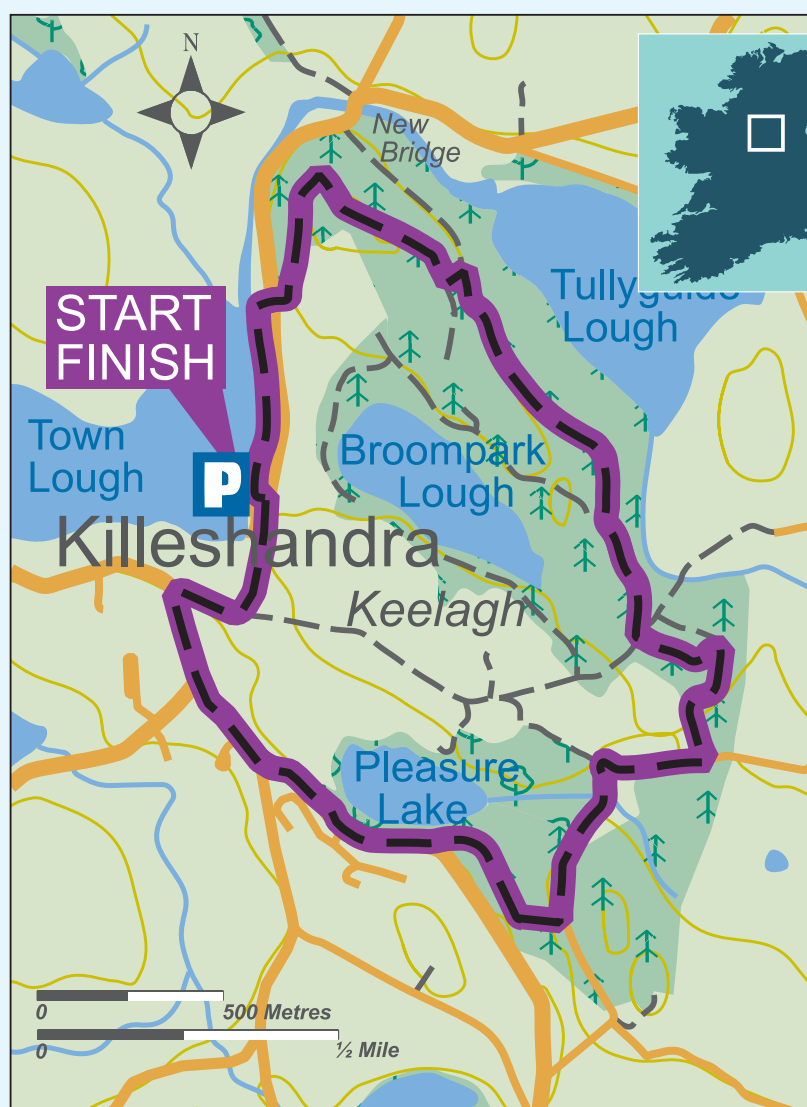 N
New
Bridge
START
FINISH
Tullyguide
Lough
Town
Lough
P
Broompark
Lough
Killeshandra
Keelagh
Pleasure
Lake
0
500 Metres
0
½ Mile